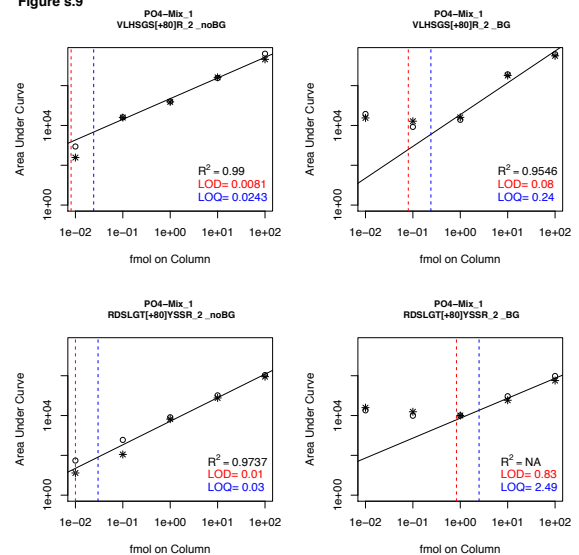 Figure s.9
PO4−Mix_1
VLHSGS[+80]R_2 _noBG
Area Under Curve
1e+04
1e+00
R2 = 0.99
LOD= 0.0081
LOQ= 0.0243
1e−02 1e−01 1e+00 1e+01 1e+02
fmol on Column
PO4−Mix_1
VLHSGS[+80]R_2 _BG
Area Under Curve
1e+04
1e+00
R2 = 0.9546
LOD= 0.08
LOQ= 0.24
1e−02 1e−01 1e+00 1e+01 1e+02
fmol on Column
PO4−Mix_1
RDSLGT[+80]YSSR_2 _noBG
Area Under Curve
1e+04
1e+00
R2 = 0.9737
LOD= 0.01
LOQ= 0.03
1e−02 1e−01 1e+00 1e+01 1e+02
fmol on Column
PO4−Mix_1
RDSLGT[+80]YSSR_2 _BG
Area Under Curve
1e+04
1e+00
R2 = NA
LOD= 0.83
LOQ= 2.49
1e−02 1e−01 1e+00 1e+01 1e+02
fmol on Column